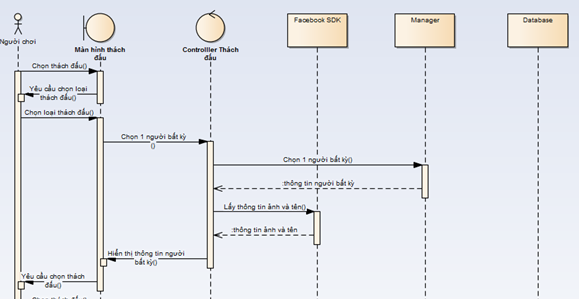 Facebook SDK
Manager
Database
Người chơi
Màn hình thách
đấu
Controlller Thách
đấu
Chọn thách đấu()
Yêu cầu chọn loại
thách đấu()
Chọn loại thách đấu()
Chọn 1 người bất kỳ
()
Chọn 1 người bất kỳ()
:thông tin người bất kỳ
Lấy thông tin ảnh và tên()
:thông tin ảnh và tên
Hiển thị thông tin người
bất kỳ()
Yêu cầu chọn thách
đấu()